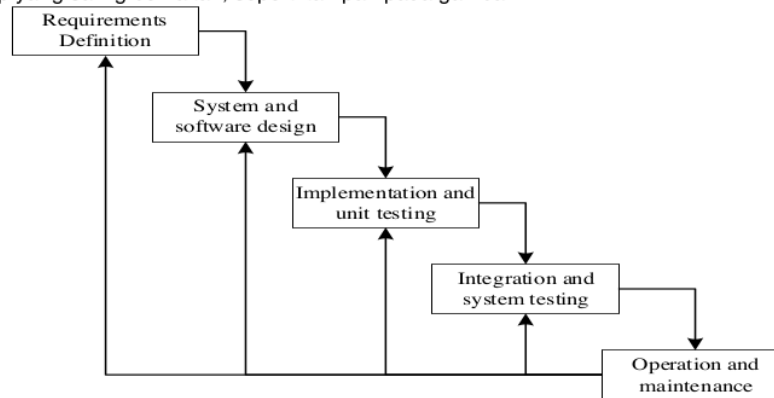 Requirements
Definition
System and
software design
Implementation and
unit testing
Integration and
system testing
Operation and
maintenance